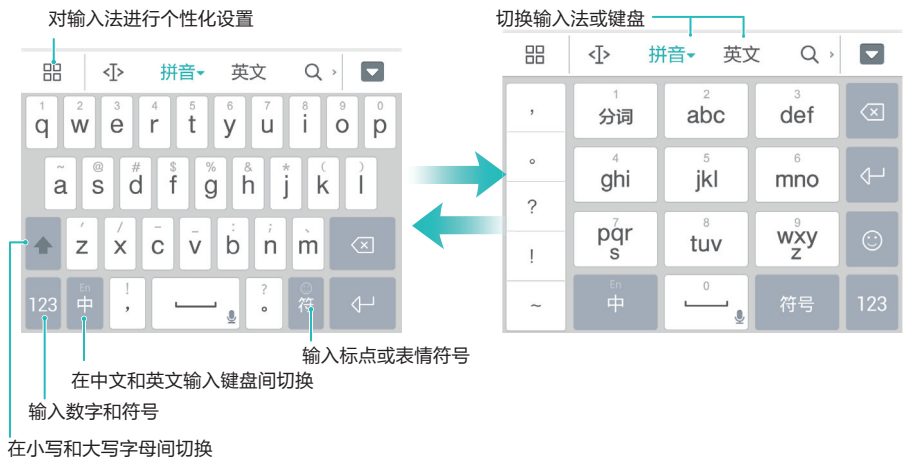 对输入法进行个性化设置
切换输入法或键盘
拼音 英文
1 2 3 4 5 6 7 8 9 0
q w e r t y u i o p
~ @ # $ % & * ( )
a s d f g h j k l
´ / – _ : ; 、
z x c v b n m
En ! ? 
123 中 , 。 符
拼音 英文
, 。 ? ! ~
1 2 3
分词 abc def
4 5 6
ghi jkl mno
7 8 9
pqrs tuv wxyz
En 0
中 符号 123
输入标点或表情符号
在中文和英文输入键盘间切换
输入数字和符号
在小写和大写字母间切换